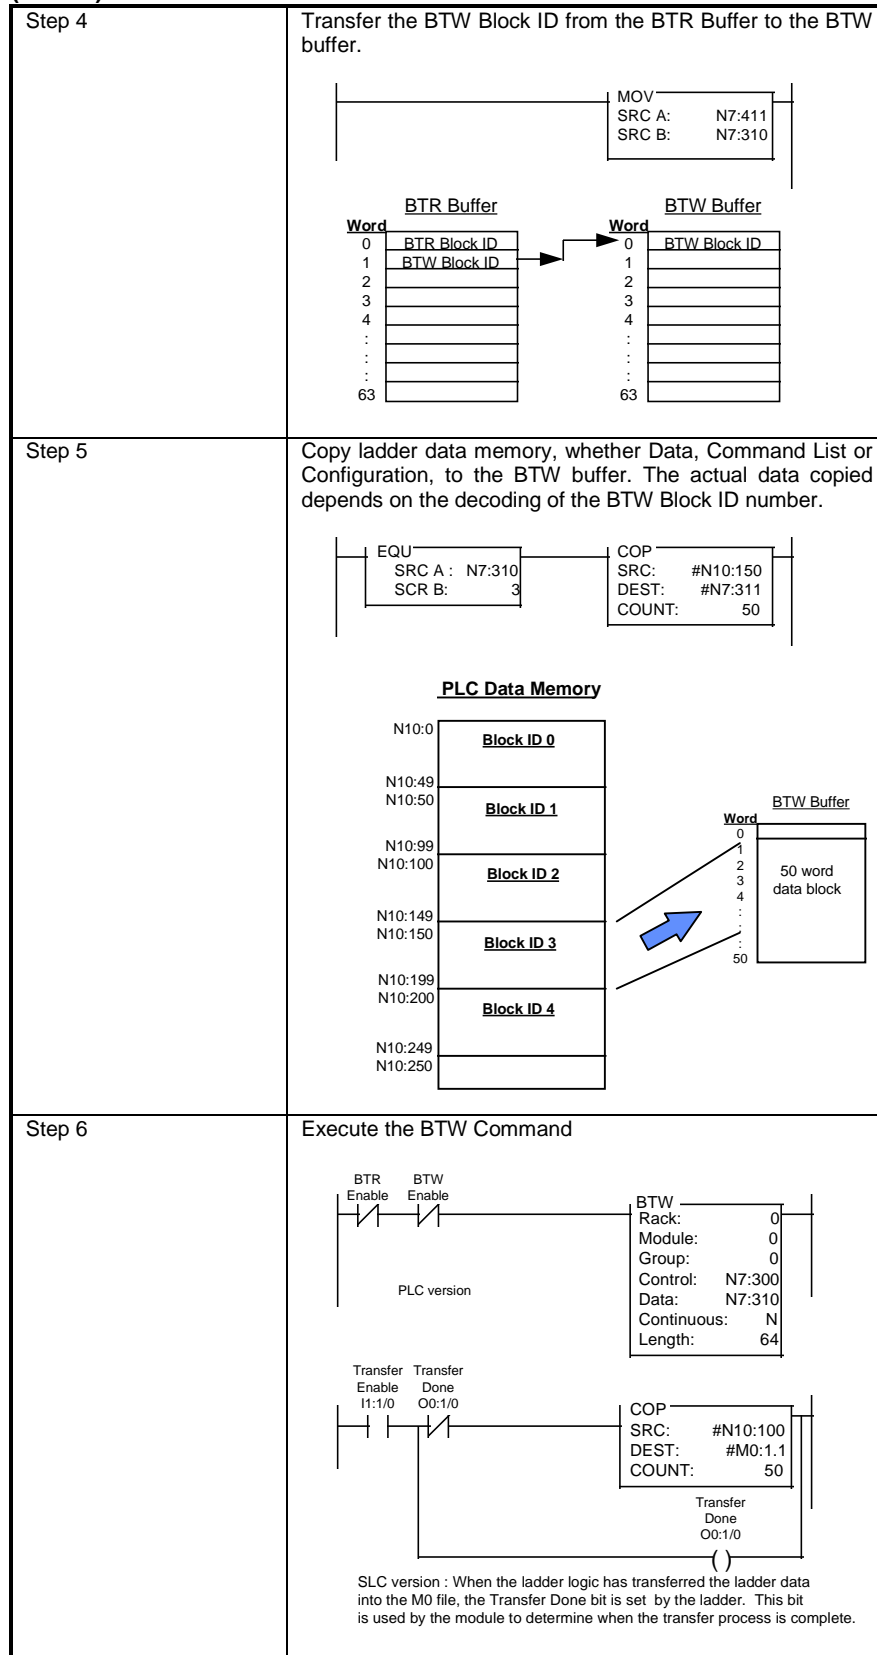 Step 4
Transfer the BTW Block ID from the BTR Buffer to the BTW
buffer.
MOV
SRC A: N7:411
SRC B: N7:310
BTR Buffer
BTW Buffer
Word
Word
0 BTR Block ID
0 BTW Block ID
1 BTW Block ID
1
2
2
3
3
4
4
:
:
:
:
:
:
63
63
Step 5
Copy ladder data memory, whether Data, Command List or
Configuration, to the BTW buffer. The actual data copied
depends on the decoding of the BTW Block ID number.
EQU
SRC A : N7:310
SCR B: 3
COP
SRC: #N10:150
DEST: #N7:311
COUNT: 50
PLC Data Memory
N10:0
Block ID 0
N10:49
N10:50
Block ID 1
N10:99
N10:100
Block ID 2
N10:149
N10:150
Block ID 3
N10:199
N10:200
Block ID 4
N10:249
N10:250
BTW Buffer
Word
0
1
2
3
4
:
:
:
50
50 word
data block
Step 6
Execute the BTW Command
BTR
Enable
BTW
Enable
BTW
Rack: 0
Module: 0
Group: 0
Control: N7:300
Data: N7:310
Continuous: N
Length: 64
PLC version
Transfer
Enable
I1:1/0
Transfer
Done
O0:1/0
COP
SRC: #N10:100
DEST: #M0:1.1
COUNT: 50
Transfer
Done
O0:1/0
( )
SLC version : When the ladder logic has transferred the ladder data
into the M0 file, the Transfer Done bit is set by the ladder. This bit
is used by the module to determine when the transfer process is complete.